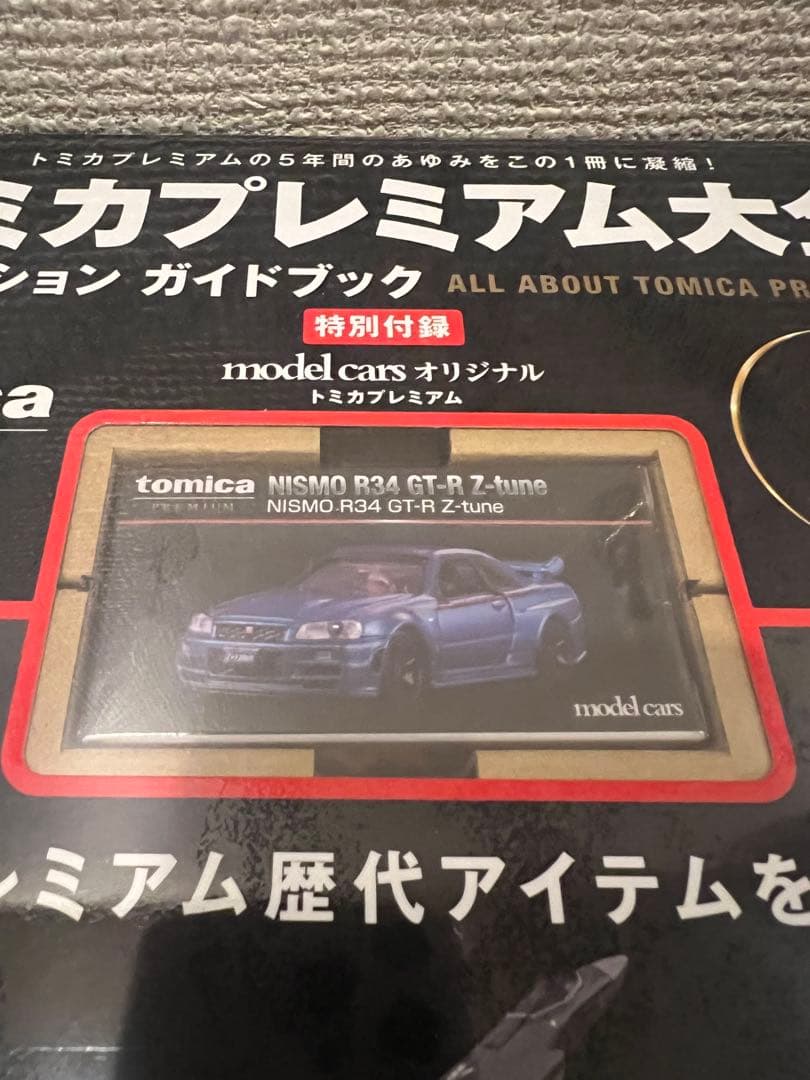 トミカプレミアムの5年間のあゆみをこの1冊に凝縮!
ミカプレミアム大
ション ガイドブック ALL ABOUT TOMICA PR
特別付録
model cars オリジナル
トミカプレミアム
ca
tomica NISMO R34 GT-R Z-tune
PREMIUM NISMO R34 GT-R Z-tune
model cars
レミアム歴代アイテムを